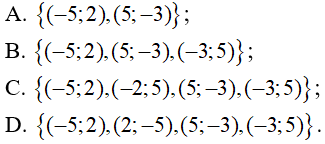 A. {(−5;2),(5;−3)};
B. {(−5;2),(5;−3),(−3;5)};
C. {(−5;2),(−2;5),(5;−3),(−3;5)};
D. {(−5;2),(2;−5),(5;−3),(−3;5)}.